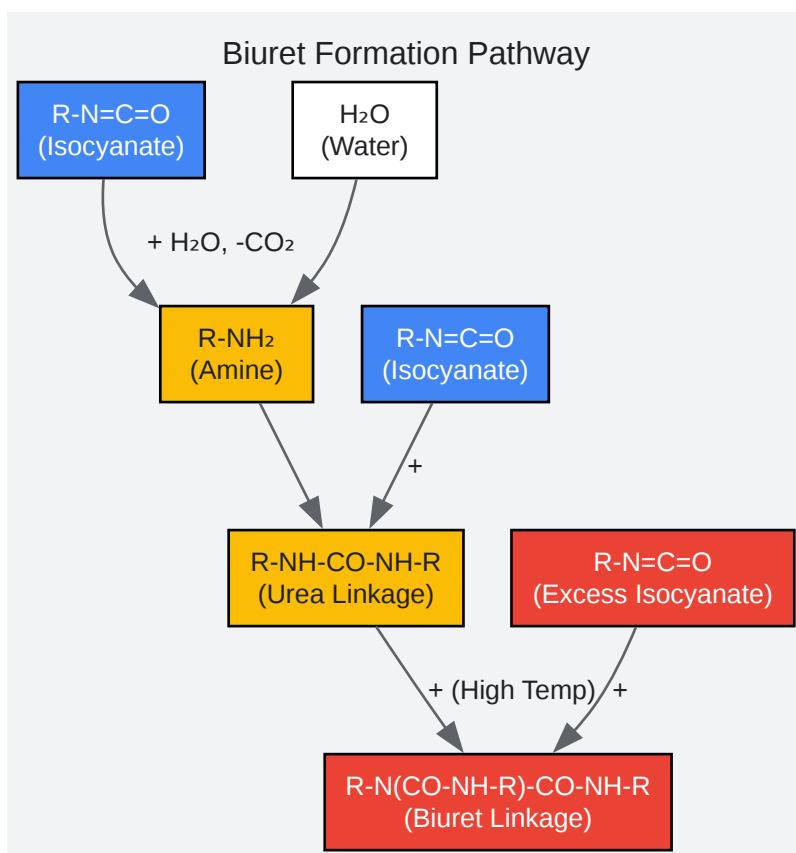 Biuret Formation Pathway
R-N=C=O
(Isocyanate)
H₂O
(Water)
+ H₂O, -CO₂
R-NH₂
(Amine)
R-N=C=O
(Isocyanate)
+
R-NH-CO-NH-R
(Urea Linkage)
R-N=C=O
(Excess Isocyanate)
+ (High Temp)
+
R-N(CO-NH-R)-CO-NH-R
(Biuret Linkage)